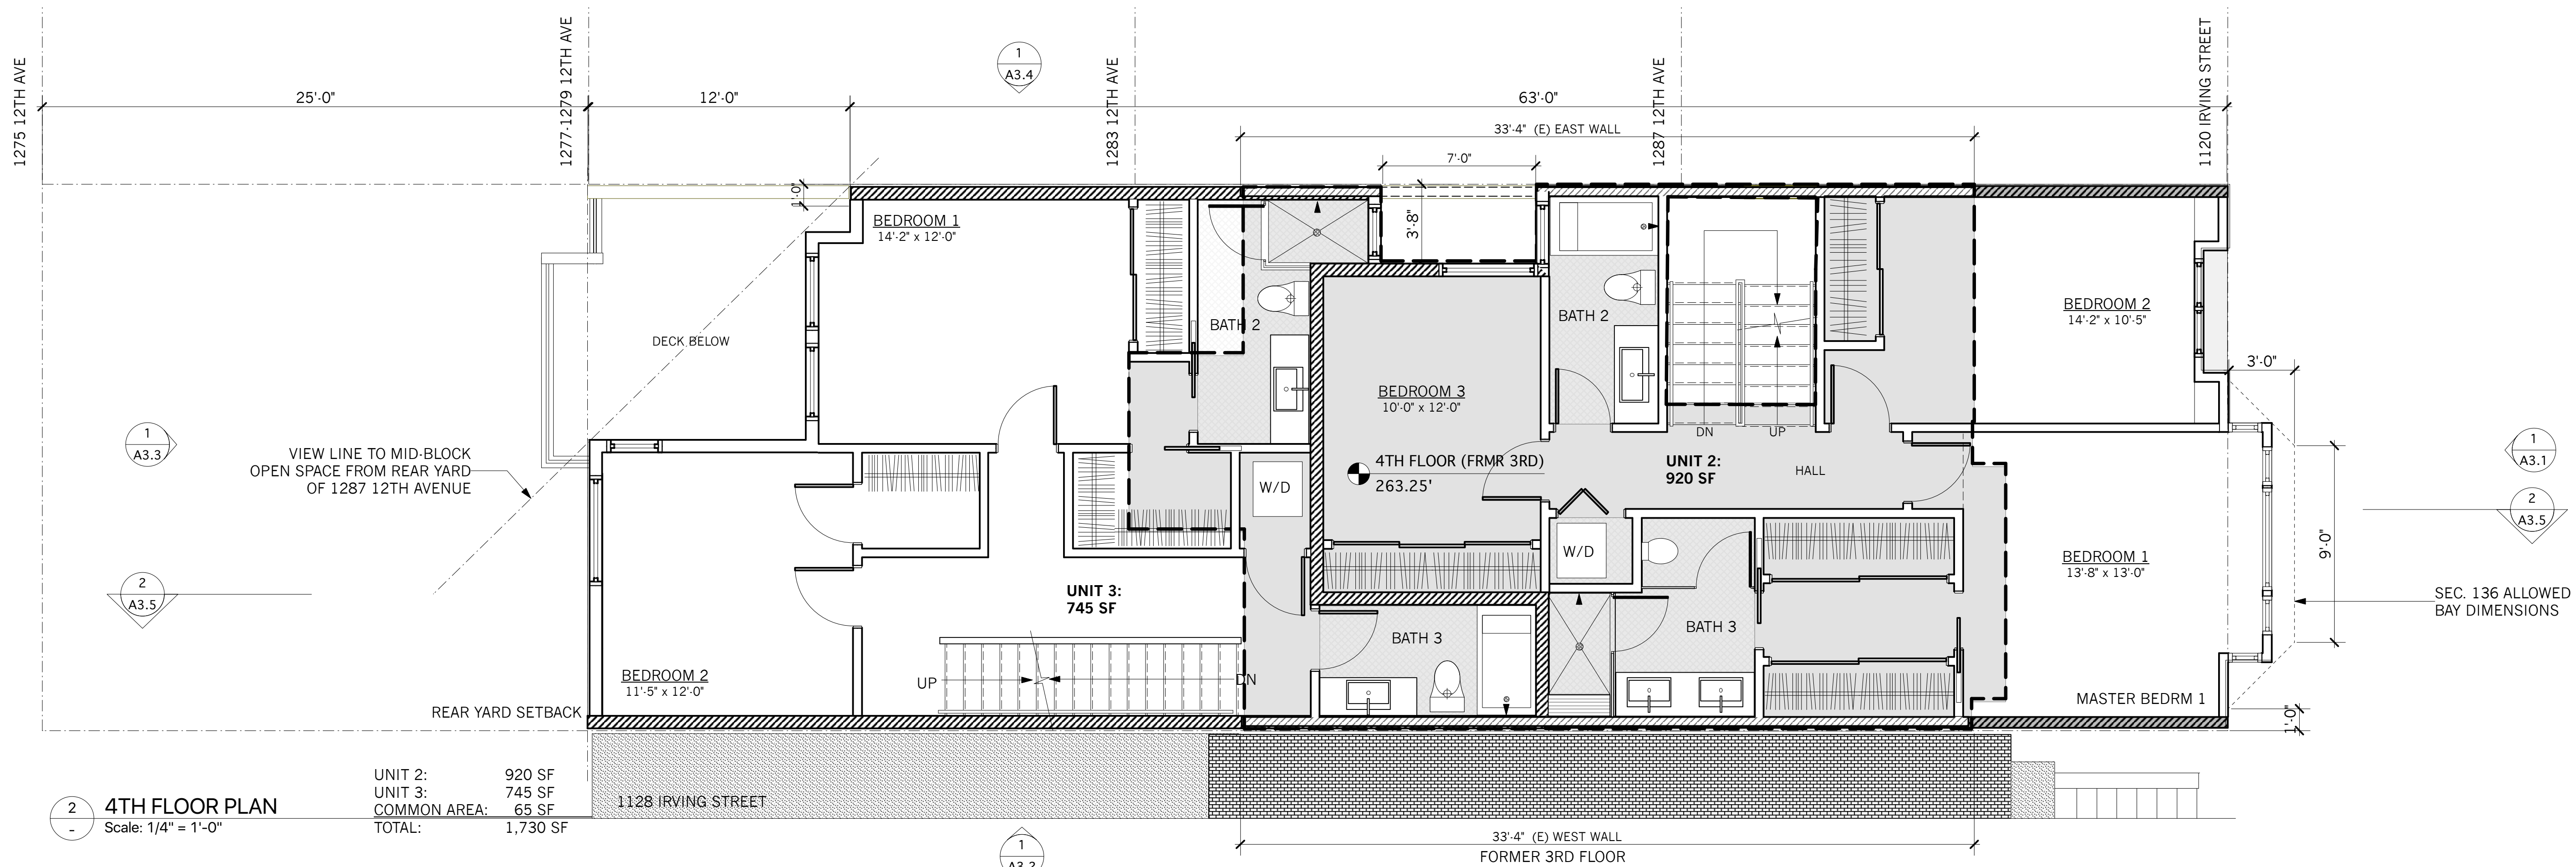 1275 12TH AVE
1277-1279 12TH AVE
1283 12TH AVE
1287 12TH AVE
1120 IRVING STREET
1
A3.4
25'-0"
12'-0"
63'-0"
33'-4" (E) EAST WALL
7'-0"
1'-0"
3'-8"
BEDROOM 1
14'-2" x 12'-0"
BATH 2
BATH 2
BEDROOM 2
14'-2" x 10'-5"
DECK BELOW
3'-0"
BEDROOM 3
10'-0" x 12'-0"
DN
UP
1
A3.3
VIEW LINE TO MID-BLOCK
OPEN SPACE FROM REAR YARD
OF 1287 12TH AVENUE
W/D
4TH FLOOR (FRMR 3RD)
263.25'
UNIT 2:
920 SF
HALL
1
A3.1
2
A3.5
9'-0"
W/D
BEDROOM 1
13'-8" x 13'-0"
2
A3.5
UNIT 3:
745 SF
SEC. 136 ALLOWED
BAY DIMENSIONS
BATH 3
BATH 3
BEDROOM 2
11'-5" x 12'-0"
UP
DN
MASTER BEDRM 1
REAR YARD SETBACK
1'-0"
2
-
4TH FLOOR PLAN
Scale: 1/4" = 1'-0"
UNIT 2: 920 SF
UNIT 3: 745 SF
COMMON AREA: 65 SF
TOTAL: 1,730 SF
1128 IRVING STREET
1
A3.2
33'-4" (E) WEST WALL
FORMER 3RD FLOOR